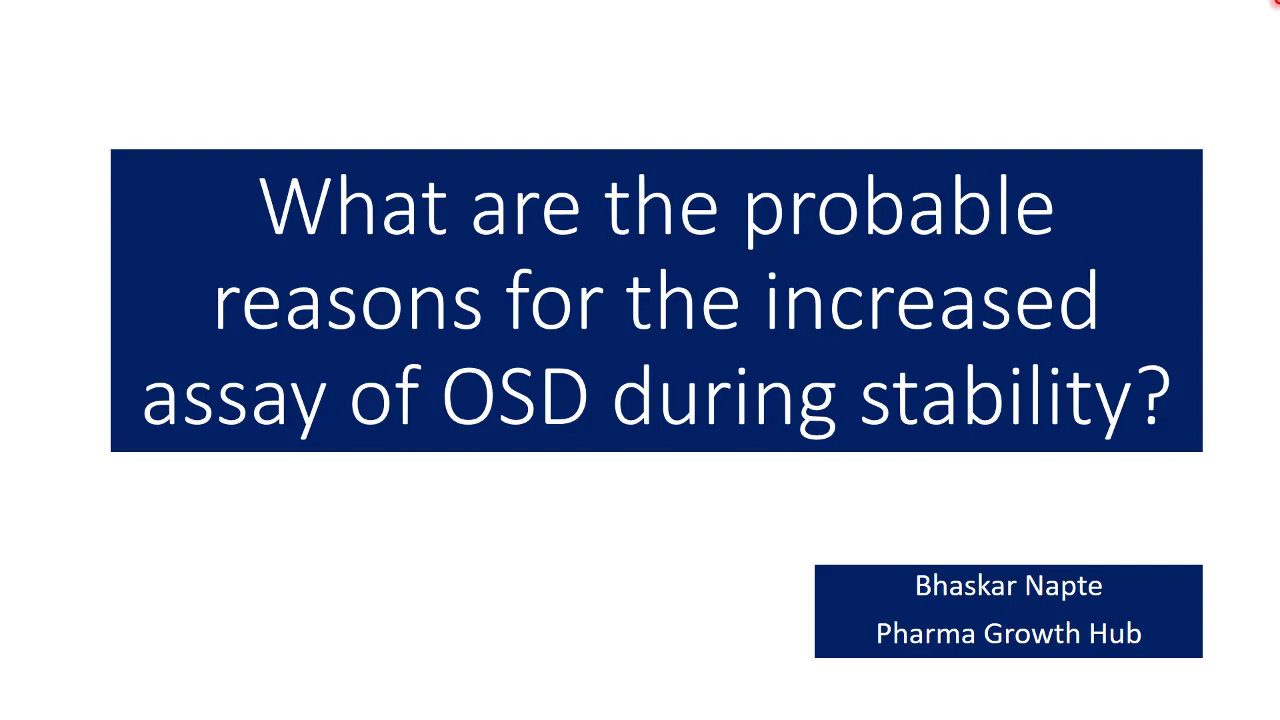 What are the probable
reasons for the increased
assay of OSD during stability?
Bhaskar Napte
Pharma Growth Hub